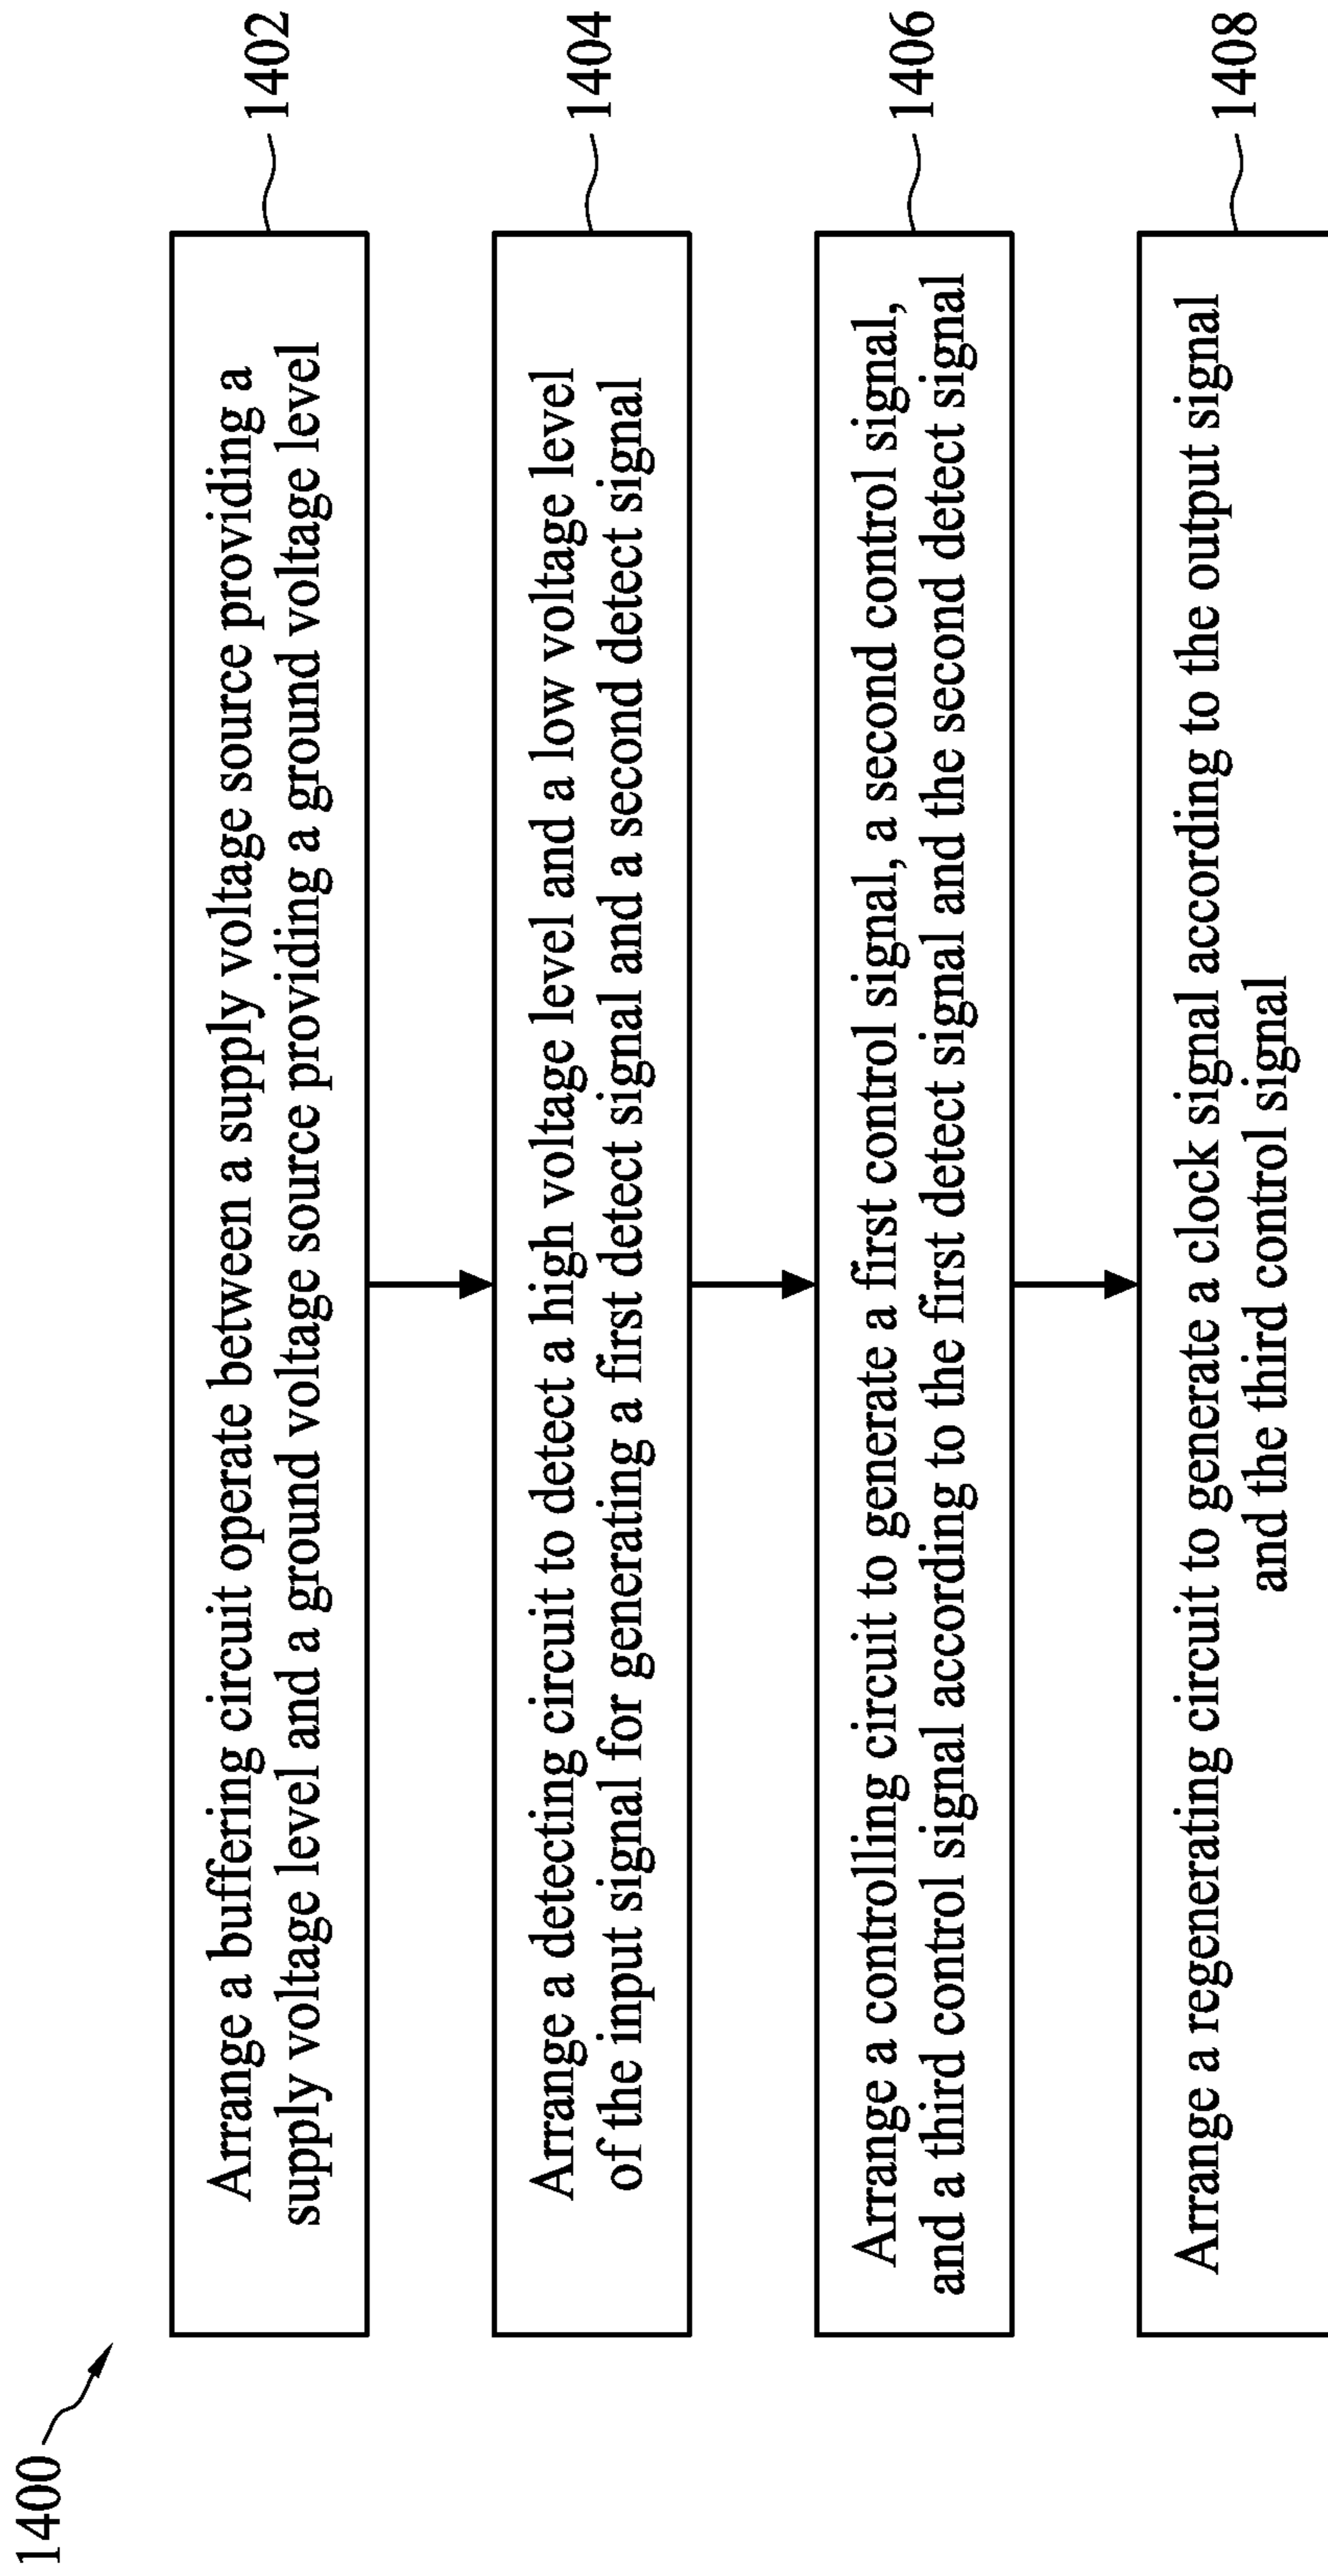 1400
Arrange a buffering circuit operate between a supply voltage source providing a
supply voltage level and a ground voltage source providing a ground voltage level
1402
Arrange a detecting circuit to detect a high voltage level and a low voltage level
of the input signal for generating a first detect signal and a second detect signal
1404
Arrange a controlling circuit to generate a first control signal, a second control signal,
and a third control signal according to the first detect signal and the second detect signal
1406
Arrange a regenerating circuit to generate a clock signal according to the output signal
and the third control signal
1408